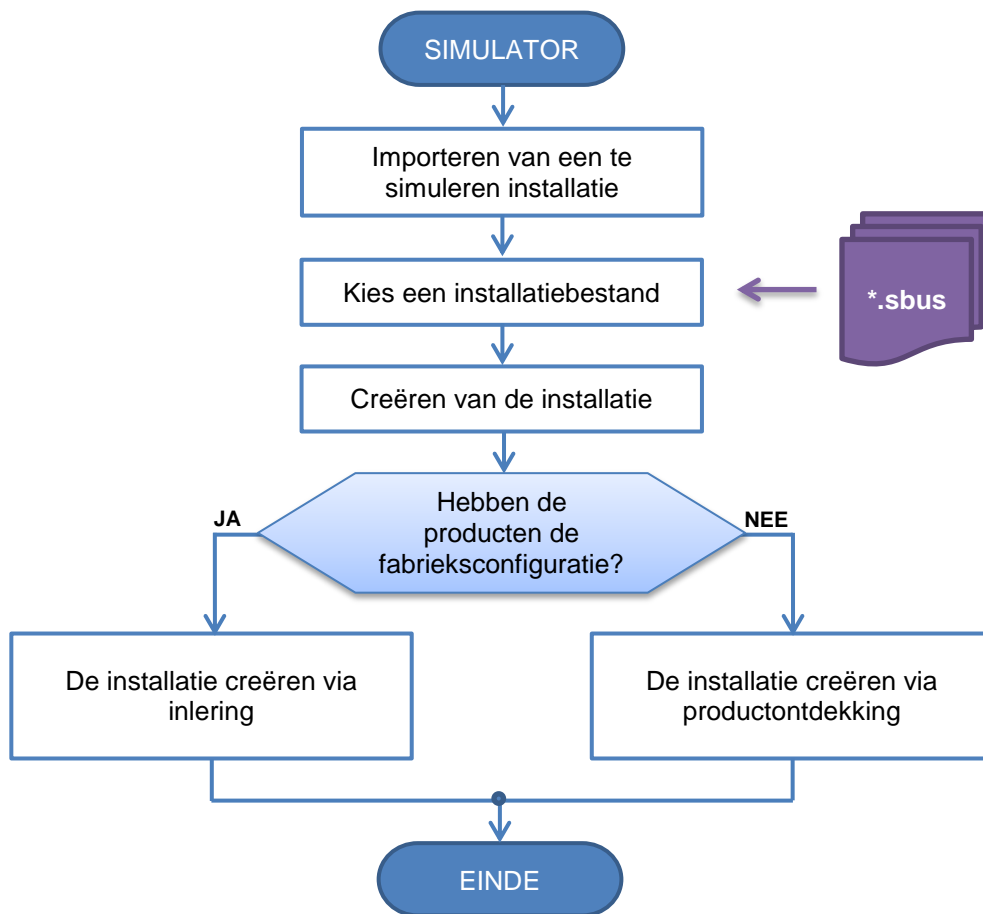 SIMULATOR
Importeren van een te
simuleren installatie
Kies een installatiebestand
*.sbus
Creëren van de installatie
Hebben de
producten de
fabrieksconfiguratie?
JA
NEE
De installatie creëren via
inlering
De installatie creëren via
productontdekking
EINDE